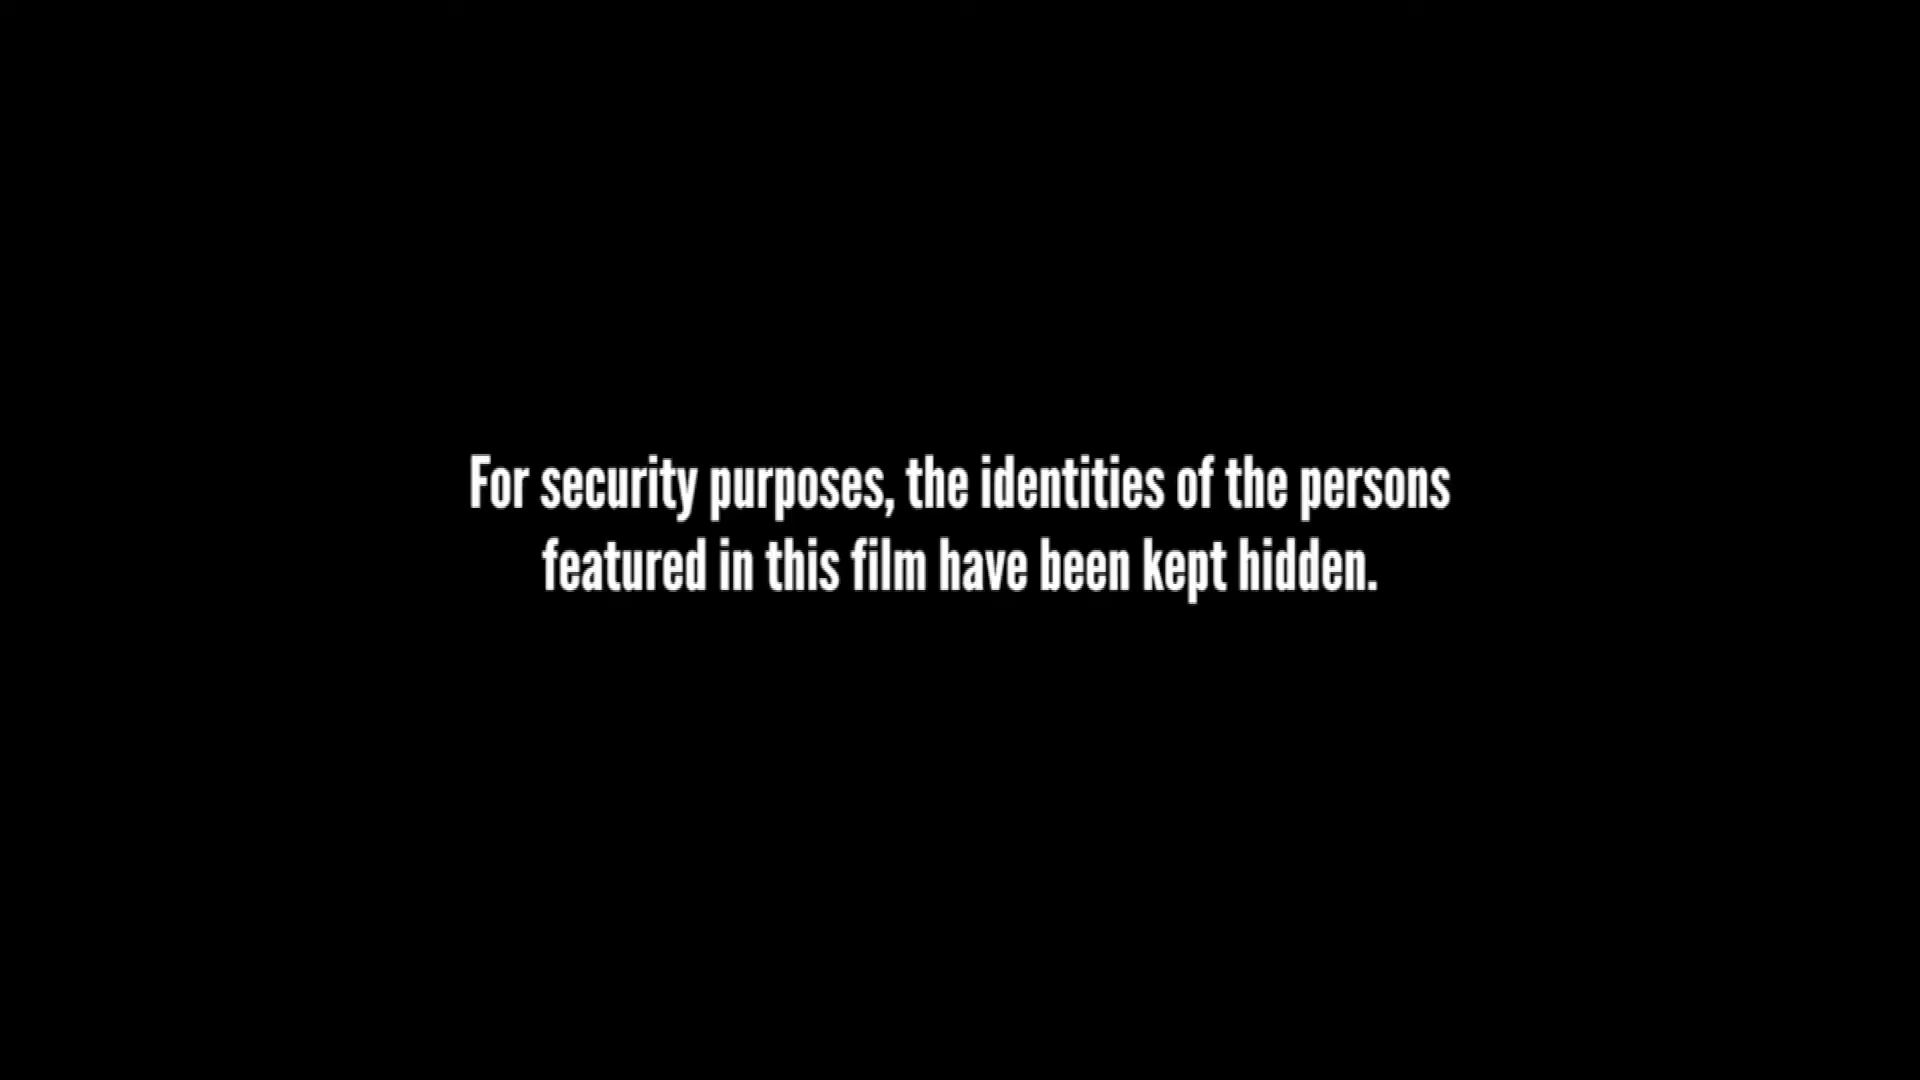 For security purposes, the identities of the persons
featured in this film have been kept hidden.